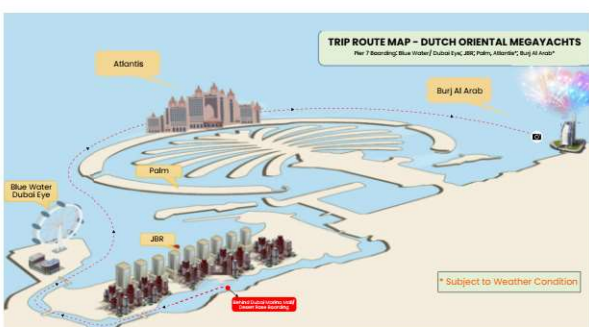 TRIP ROUTE MAP - DUTCH ORIENTAL MEGAYACHTS
Pier 7 Boarding: Blue Water/ Dubai Eye, JBR, Palm, Atlantis*, Burj Al Arab*
Atlantis
Burj Al Arab
Palm
Blue Water
Dubai Eye
JBR
* Subject to Weather Condition
Behind Dubai Marina Mall/
Desert Rose Boarding